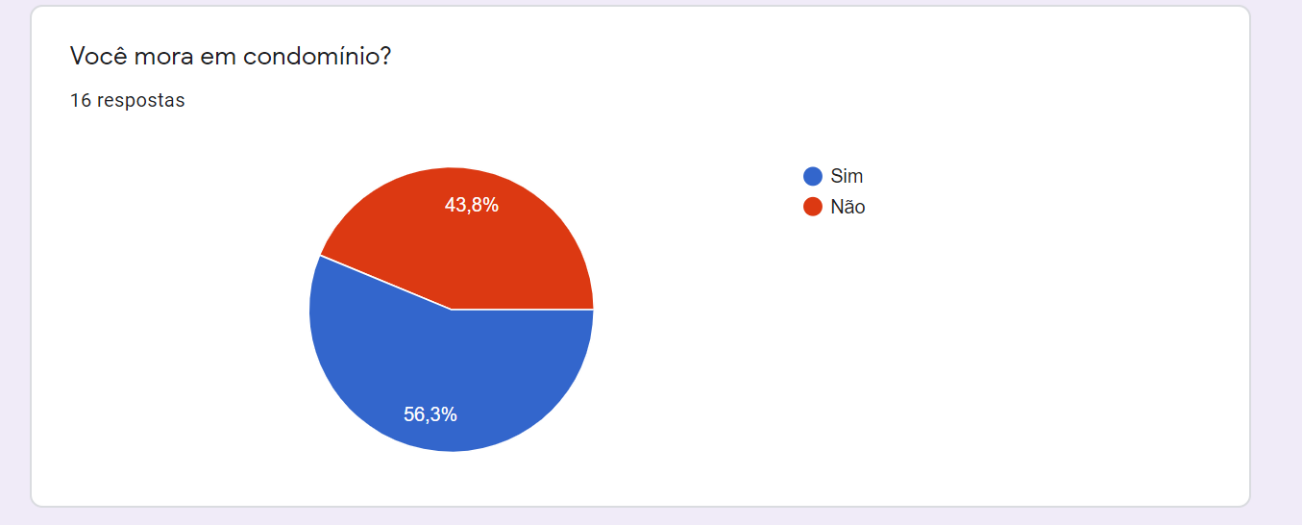 Você mora em condomínio?
16 respostas
43,8%
56,3%
Sim
Não